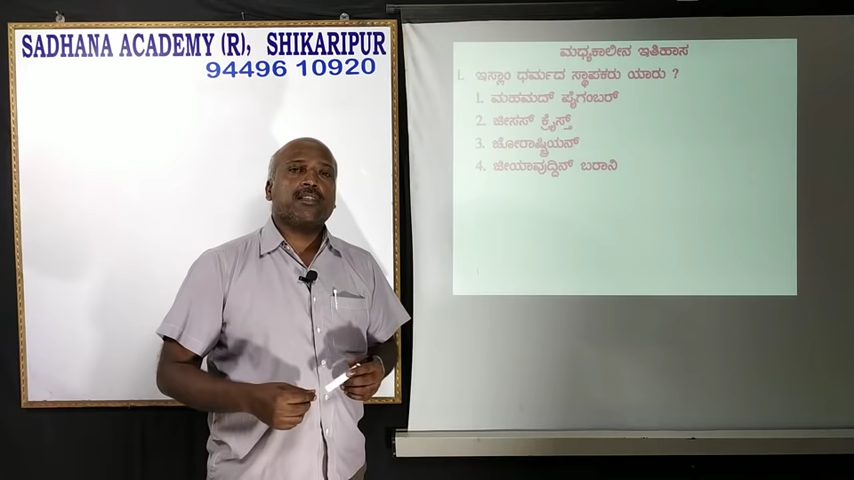 SADHANA ACADEMY (R), SHIKARIPUR
94496 10920
ಮಧ್ಯಕಾಲೀನ ಇತಿಹಾಸ
1. ಇಸ್ಲಾಂ ಧರ್ಮದ ಸ್ಥಾಪಕರು ಯಾರು ?
1. ಮಹಮದ್ ಪೈಗಂಬರ್
2. ಜೀಸಸ್ ಕ್ರೈಸ್ತ್
3. ಜೋರಾಷ್ಟ್ರಿಯನ್
4. ಜೀಯಾವುದ್ದಿನ್ ಬರಾನಿ